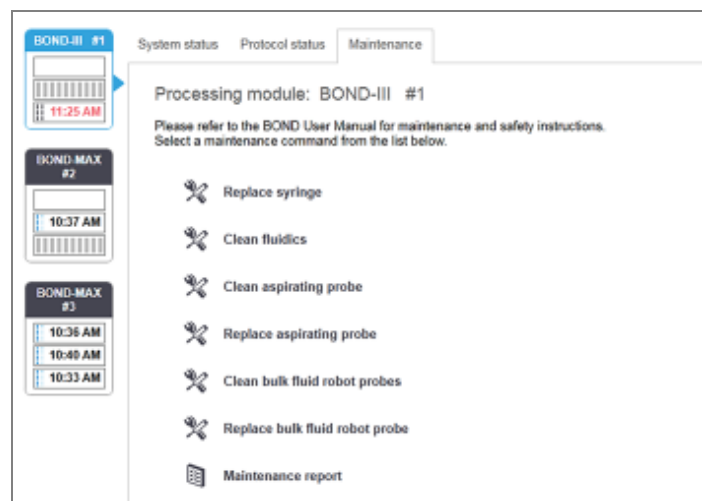 BOND-III #1
11:25 AM
BOND-MAX
#2
10:37 AM
BOND-MAX
#3
10:36 AM
10:40 AM
10:33 AM
System status Protocol status Maintenance
Processing module: BOND-III #1
Please refer to the BOND User Manual for maintenance and safety instructions.
Select a maintenance command from the list below.
Replace syringe
Clean fluidics
Clean aspirating probe
Replace aspirating probe
Clean bulk fluid robot probes
Replace bulk fluid robot probe
Maintenance report